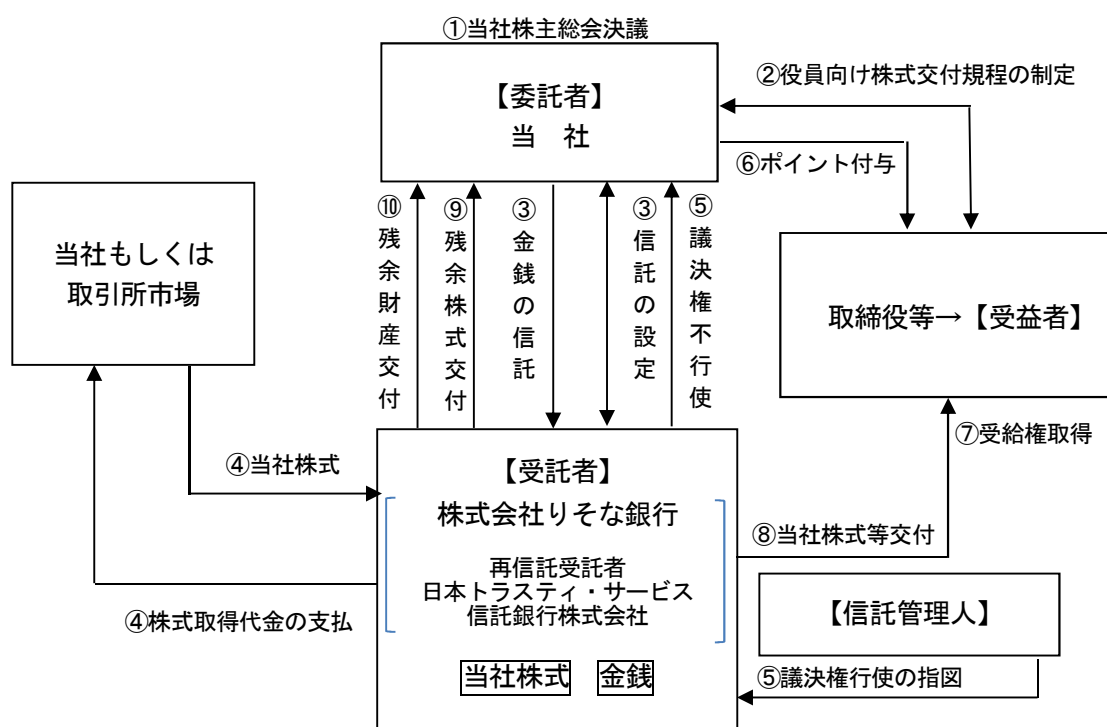 ①当社株主総会決議
【委託者】
当　社
②役員向け株式交付規程の制定
⑥ポイント付与
当社もしくは
取引所市場
⑩残余財産交付
⑨残余株式交付
③金銭の信託
③信託の設定
⑤議決権不行使
取締役等→【受益者】
⑦受給権取得
④当社株式
【受託者】
株式会社りそな銀行
再信託受託者
日本トラスティ・サービス
信託銀行株式会社
当社株式　金銭
④株式取得代金の支払
⑧当社株式等交付
【信託管理人】
⑤議決権行使の指図